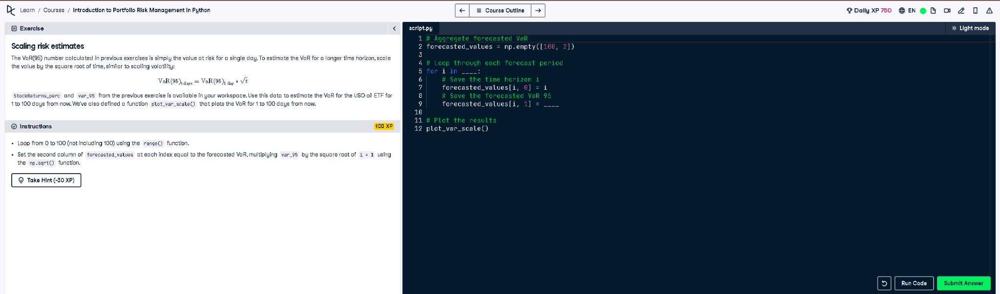 Learn / Courses / Introduction to Portfolio Risk Management in Python
Course Outline
Daily XP 750
EN
Exercise
Scaling risk estimates
The VaR(95) number calculated in previous exercises is simply the value at risk for a single day. To estimate the VaR for a longer time horizon, scale
the value by the square root of time, similar to scaling volatility:
VaR(95)t days = VaR(95)1 day * √t
StockReturns_perc and var_95 from the previous exercise is available in your workspace. Use this data to estimate the VaR for the USO oil ETF for
1 to 100 days from now. We've also defined a function plot_var_scale() that plots the VaR for 1 to 100 days from now.
Instructions
100 XP
• Loop from 0 to 100 (not including 100) using the range() function.
• Set the second column of forecasted_values at each index equal to the forecasted VaR, multiplying var_95 by the square root of i + 1 using
the np.sqrt() function.
Take Hint (-30 XP)
script.py
Light mode
1 # Aggregate forecasted VaR
2 forecasted_values = np.empty([100, 2])
3
4 # Loop through each forecast period
5 for i in ____:
6     # Save the time horizon i
7     forecasted_values[i, 0] = i
8     # Save the forecasted VaR 95
9     forecasted_values[i, 1] = ____
10
11 # Plot the results
12 plot_var_scale()
Run Code
Submit Answer